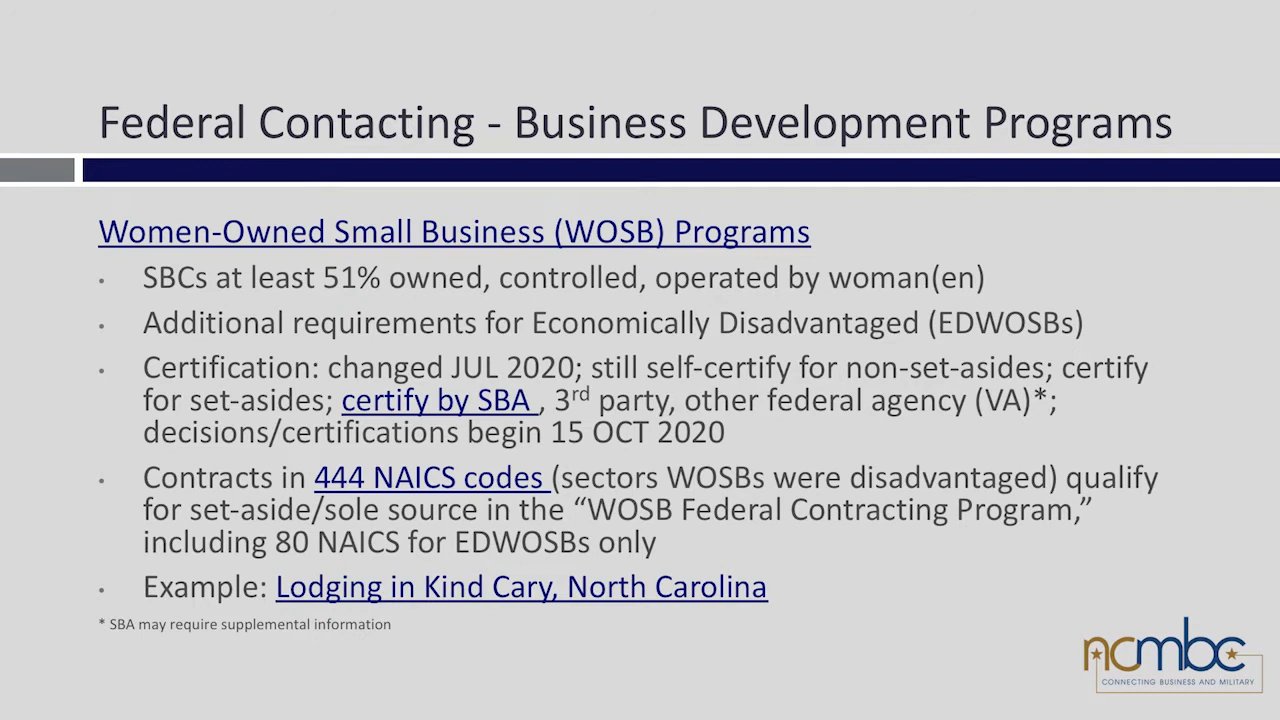 Federal Contacting - Business Development Programs
Women-Owned Small Business (WOSB) Programs
• SBCs at least 51% owned, controlled, operated by woman(en)
• Additional requirements for Economically Disadvantaged (EDWOSBs)
• Certification: changed JUL 2020; still self-certify for non-set-asides; certify
for set-asides; certify by SBA , 3rd party, other federal agency (VA)*;
decisions/certifications begin 15 OCT 2020
• Contracts in 444 NAICS codes (sectors WOSBs were disadvantaged) qualify
for set-aside/sole source in the “WOSB Federal Contracting Program,”
including 80 NAICS for EDWOSBs only
• Example: Lodging in Kind Cary, North Carolina
* SBA may require supplemental information
ncmbc
CONNECTING BUSINESS AND MILITARY